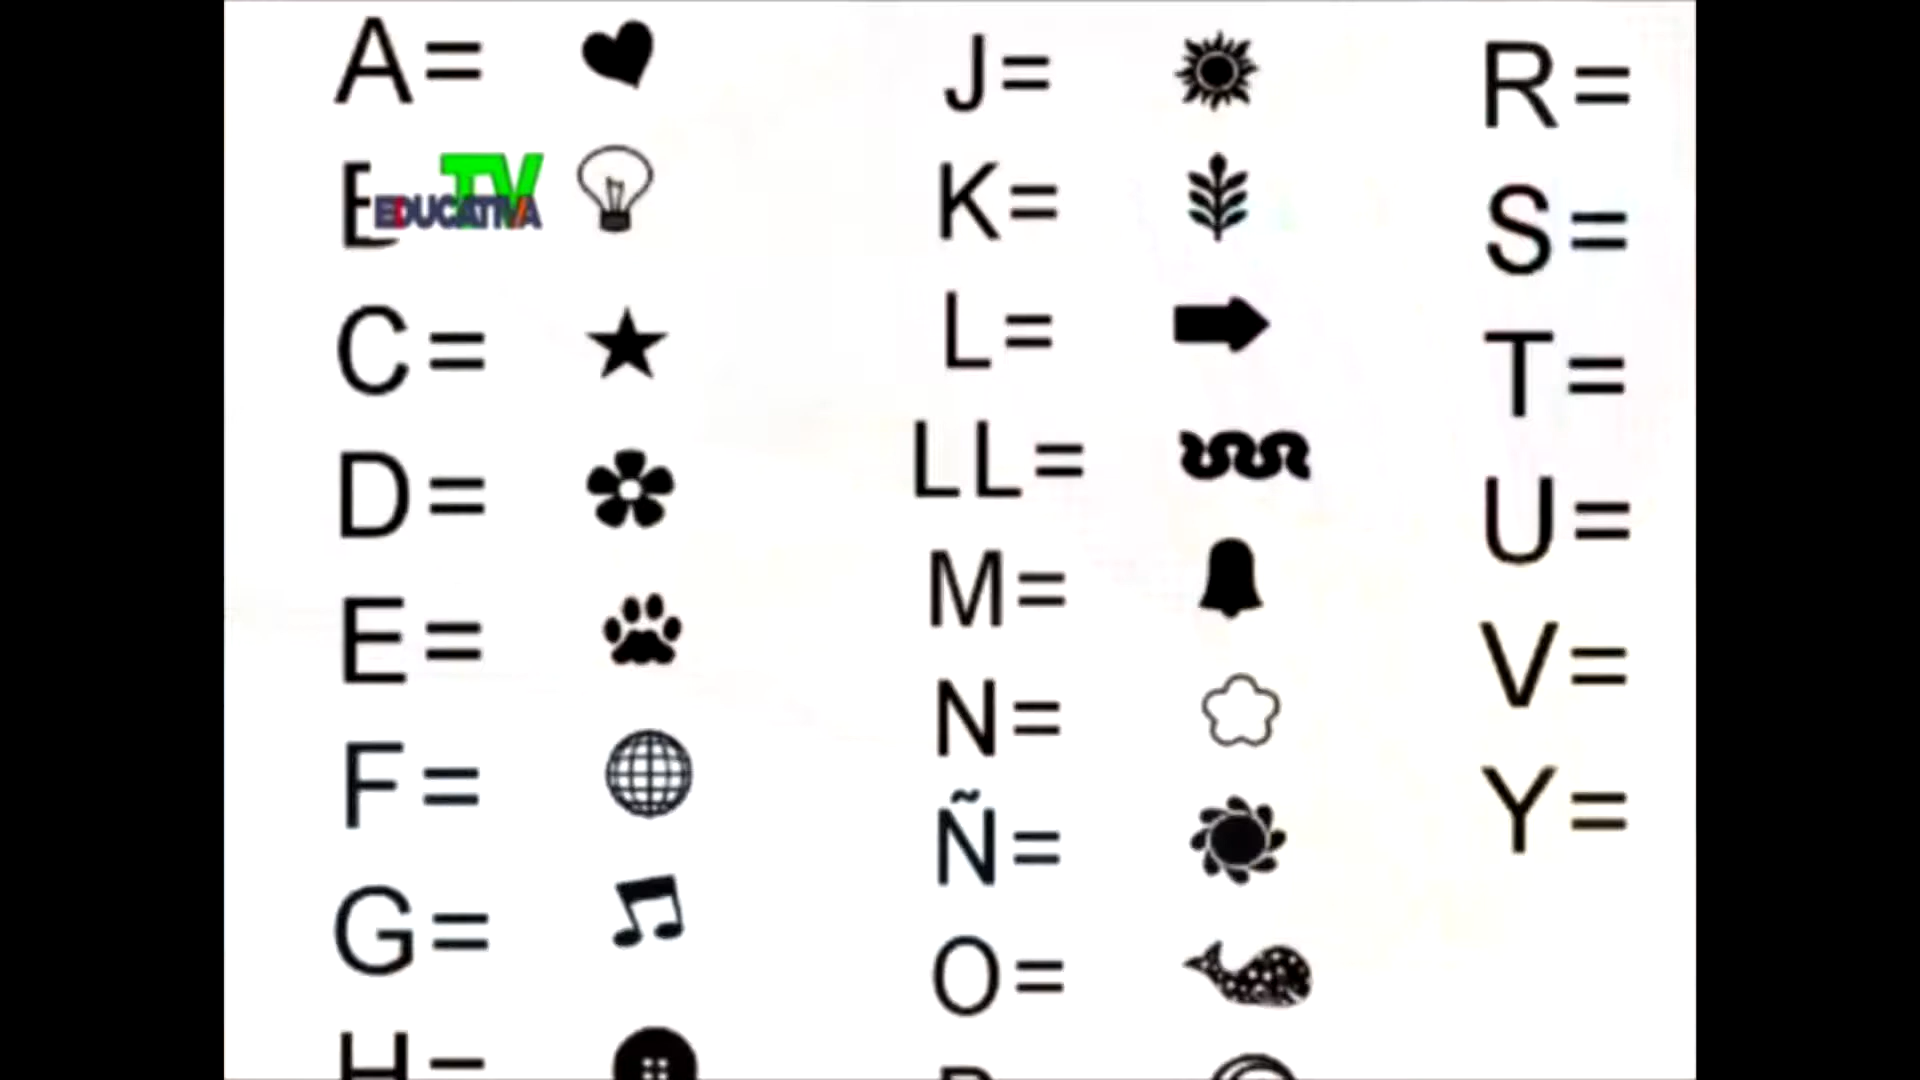 A=
TV
EDUCATIVA
C=
D=
E=
F=
G=
H=
J=
K=
L=
LL=
M=
N=
Ñ=
O=
R=
S=
T=
U=
V=
Y=